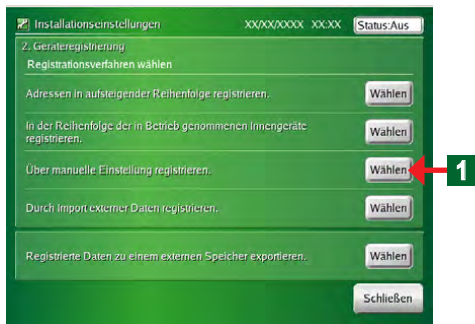 Installationseinstellungen XX/XX/XXXX XX:XX Status:Aus
2. Geräteregistrierung
Registrationsverfahren wählen
Adressen in aufsteigender Reihenfolge registrieren. Wählen
In der Reihenfolge der in Betrieb genommenen Innengeräte
registrieren. Wählen
Über manuelle Einstellung registrieren. Wählen 1
Durch Import externer Daten registrieren. Wählen
Registrierte Daten zu einem externen Speicher exportieren. Wählen
Schließen